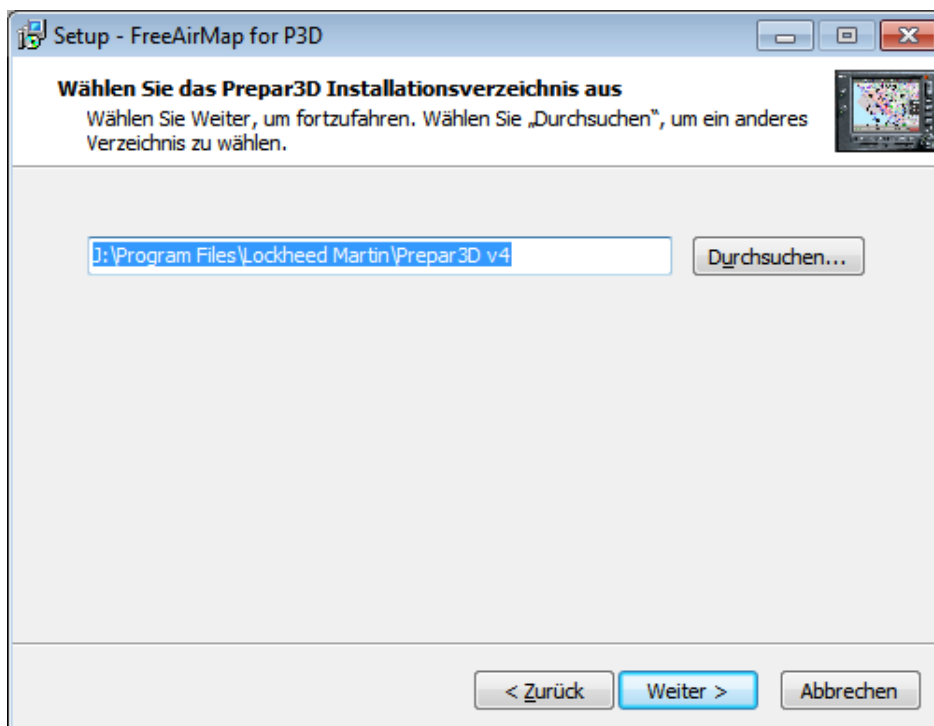 Setup - FreeAirMap for P3D
Wählen Sie das Prepar3D Installationsverzeichnis aus
Wählen Sie Weiter, um fortzufahren. Wählen Sie „Durchsuchen“, um ein anderes
Verzeichnis zu wählen.
J:\Program Files\Lockheed Martin\Prepar3D v4
Durchsuchen...
< Zurück
Weiter >
Abbrechen